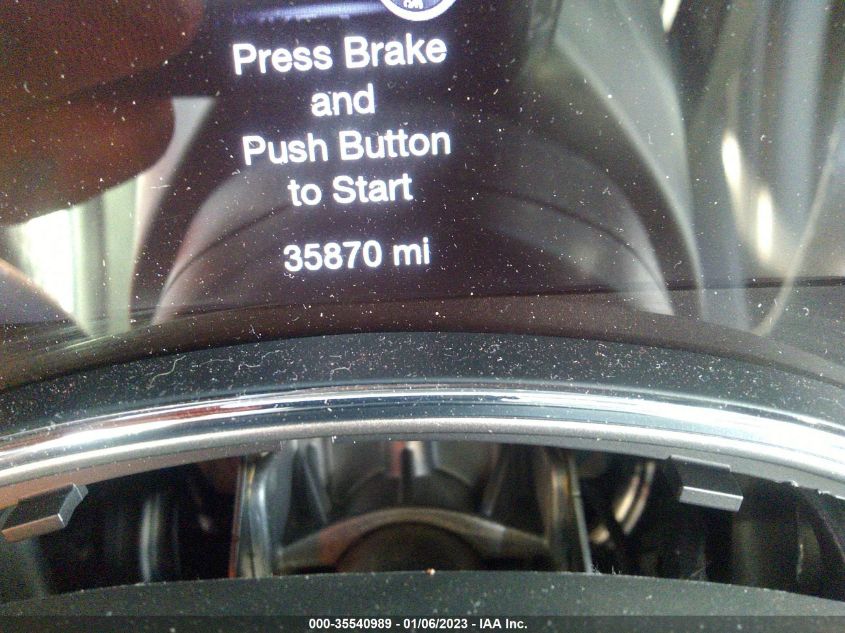 Press Brake
and
Push Button
to Start
35870 mi
000-35540989 - 01/06/2023 - IAA Inc.